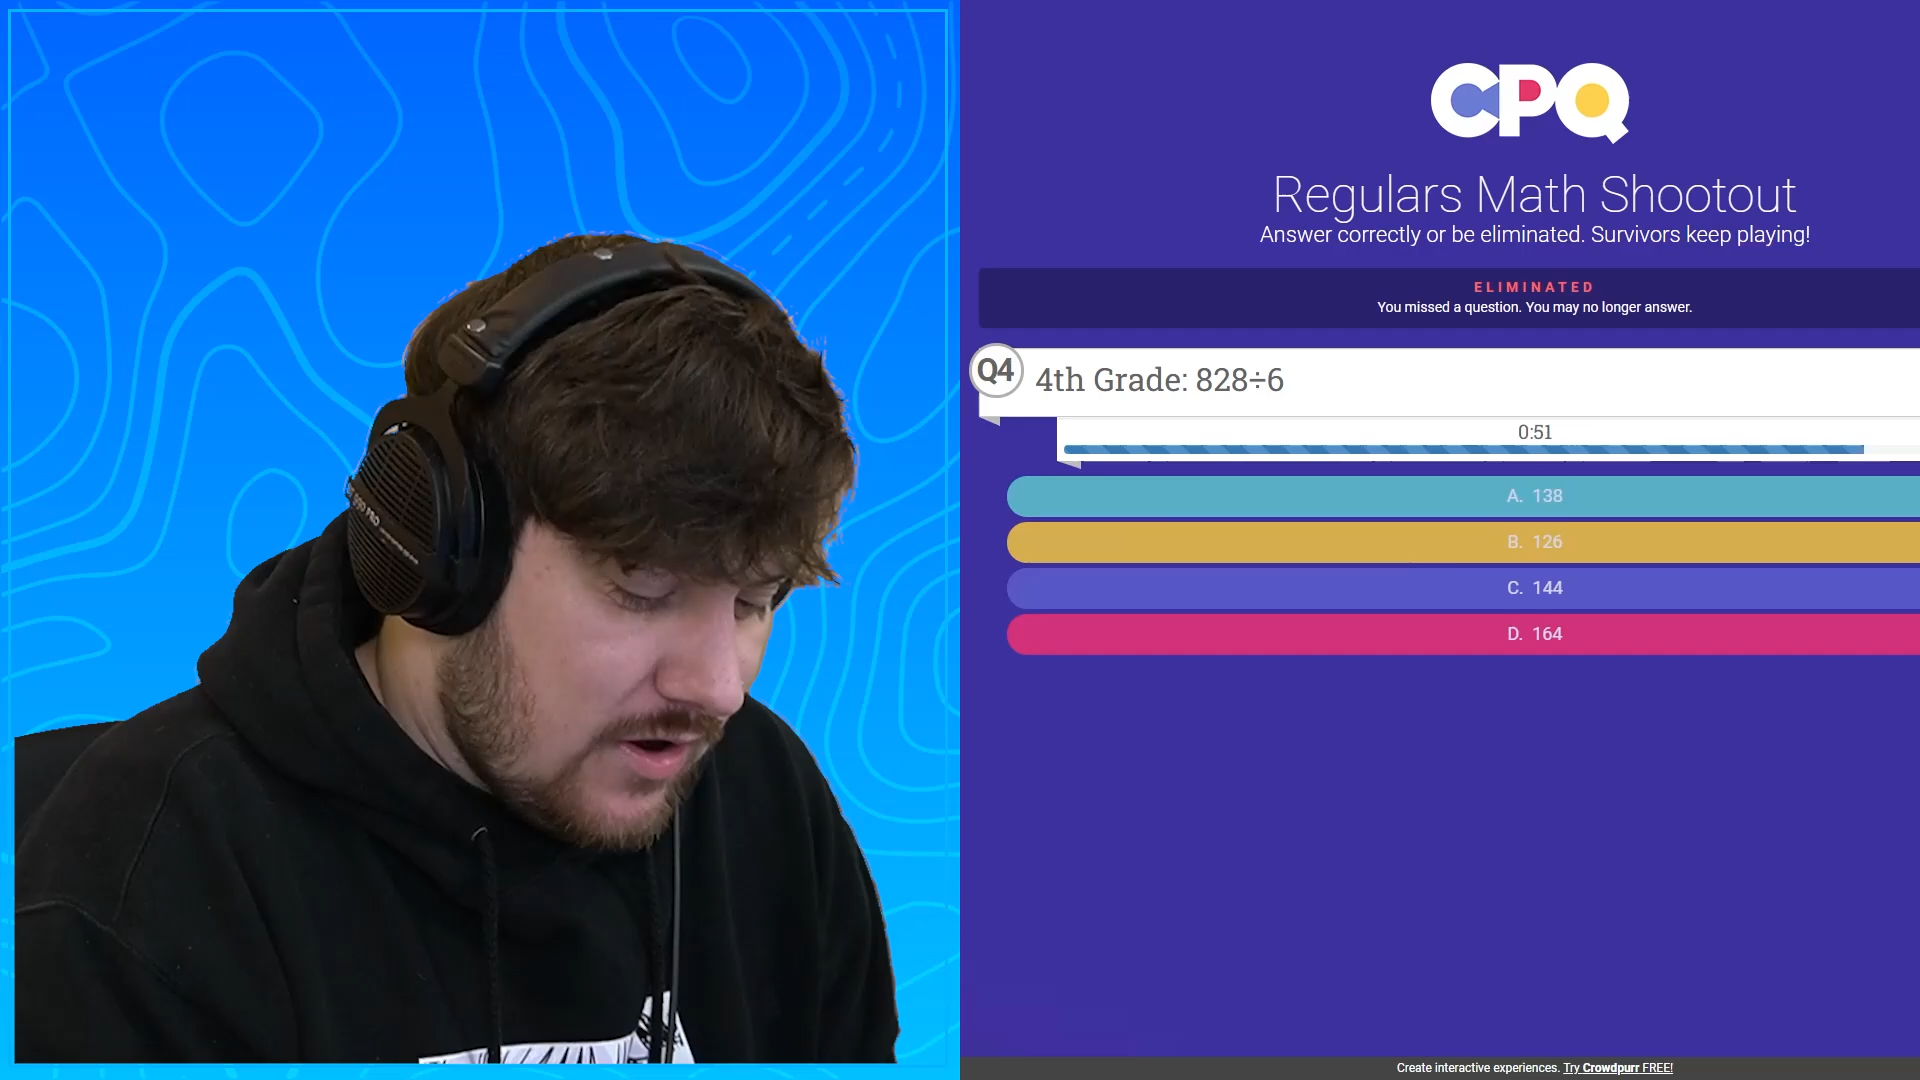 CPQ
Regulars Math Shootout
Answer correctly or be eliminated. Survivors keep playing!
ELIMINATED
You missed a question. You may no longer answer.
Q4
4th Grade: 828÷6
0:51
A. 138
B. 126
C. 144
D. 164
Create interactive experiences. Try Crowdpurr FREE!